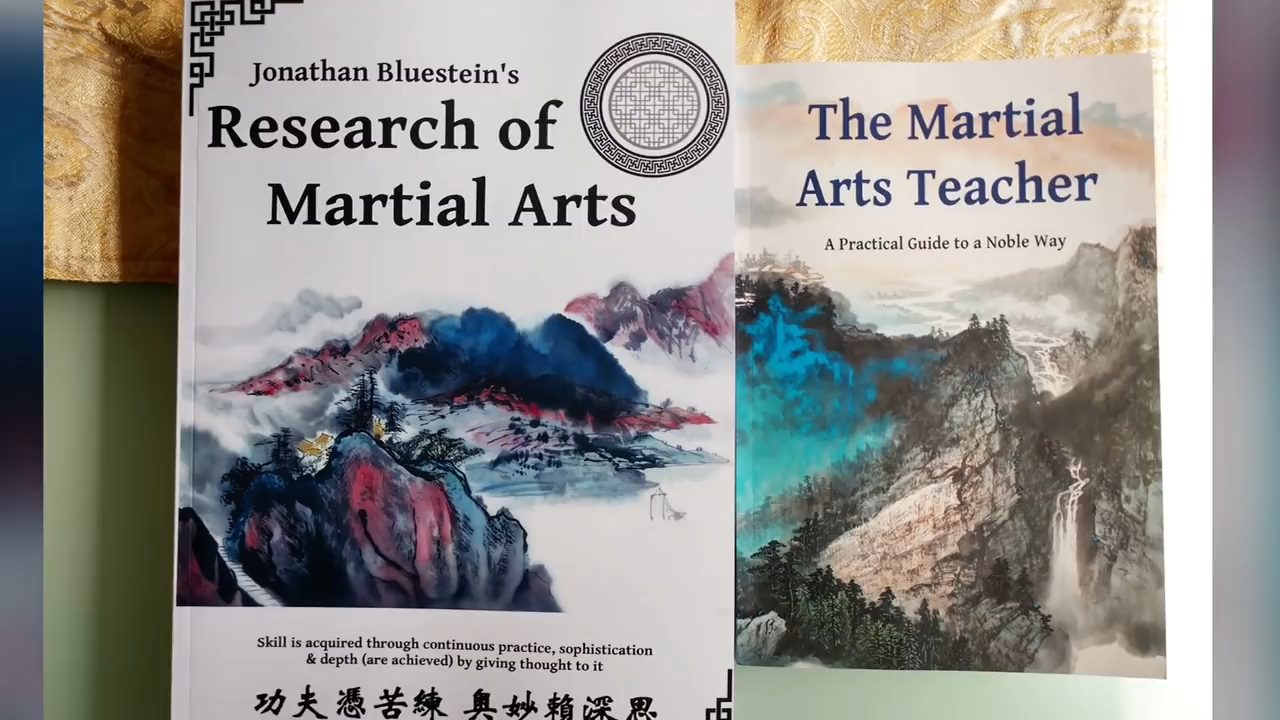 Jonathan Bluestein's
Research of
Martial Arts
Skill is acquired through continuous practice, sophistication
& depth (are achieved) by giving thought to it
功夫憑苦練 奥妙賴深思
The Martial
Arts Teacher
A Practical Guide to a Noble Way